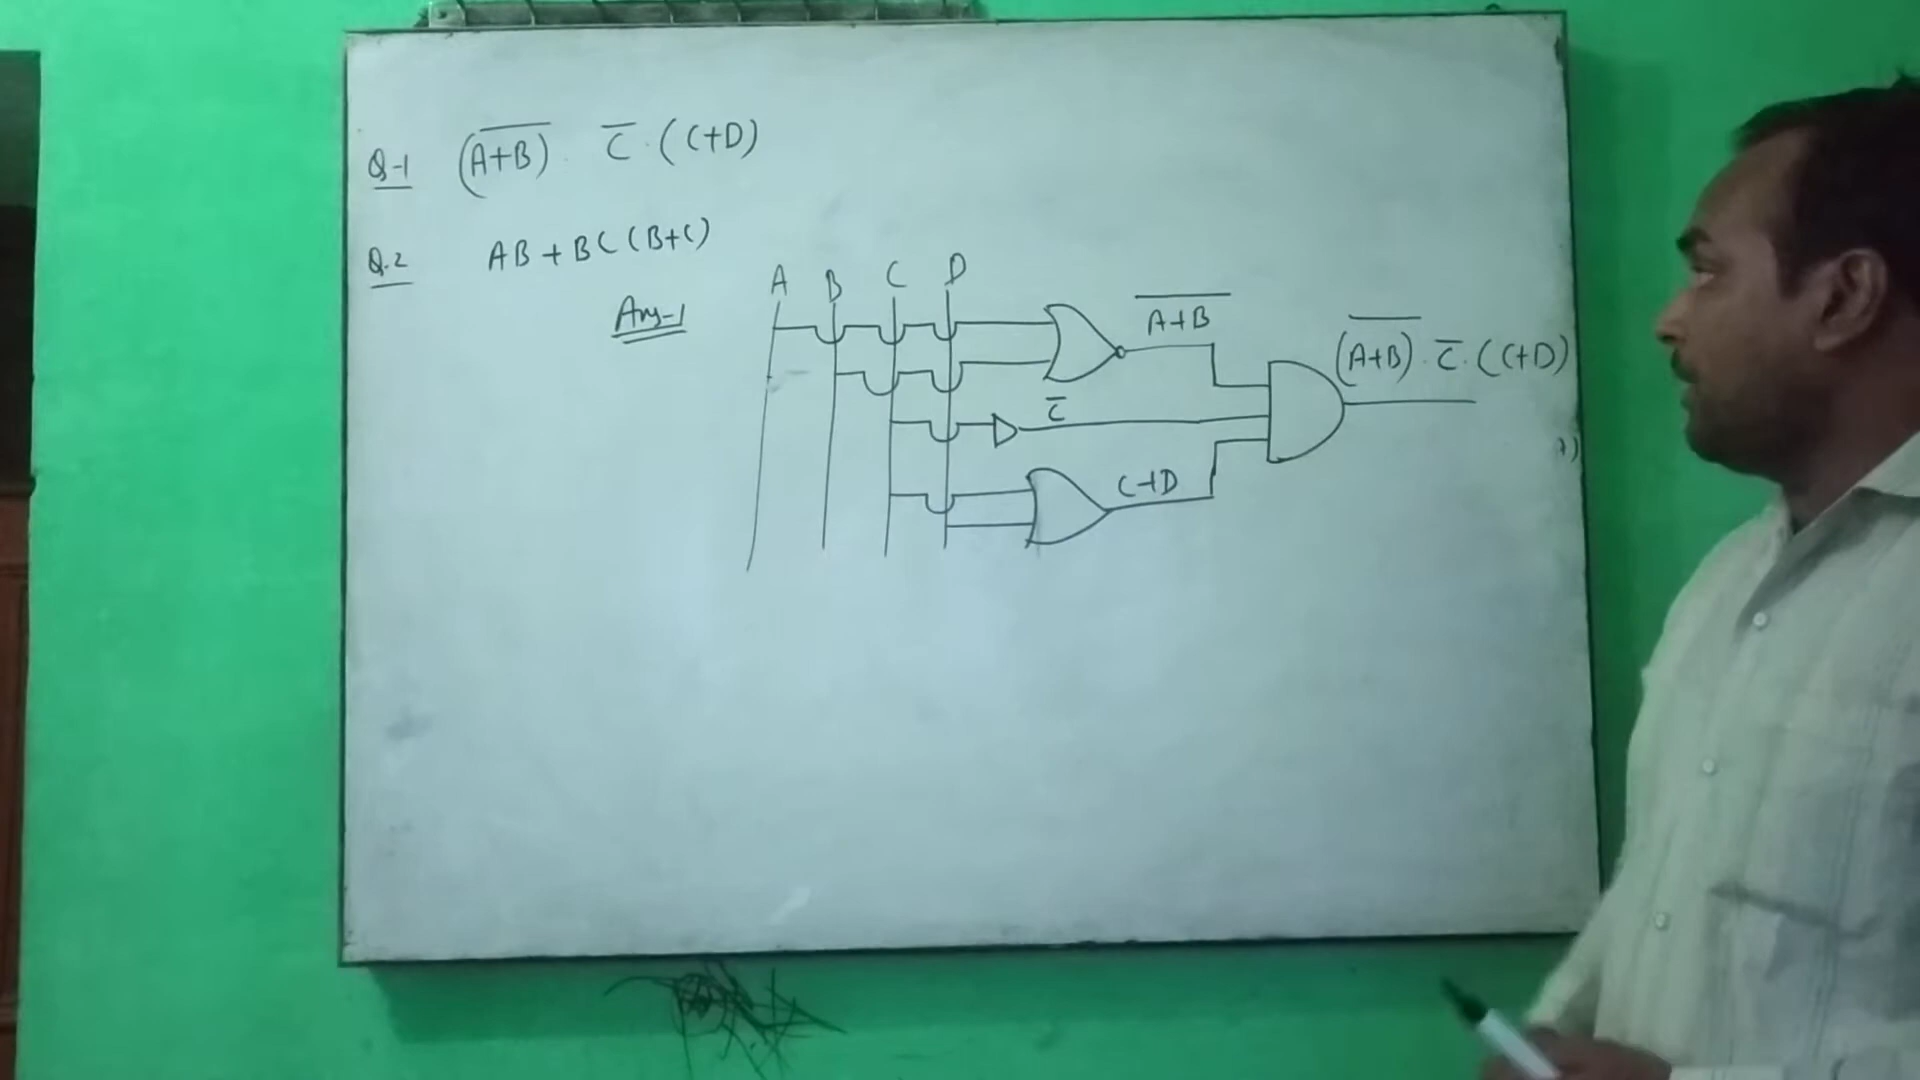 Q-1 (A̅+̅B̅) . C̅ . (C+D)
Q.2 AB + BC (B+C)
A B C D
Ans-1
A̅+̅B̅
(A̅+̅B̅) . C̅ . (C+D)
C̅
C+D